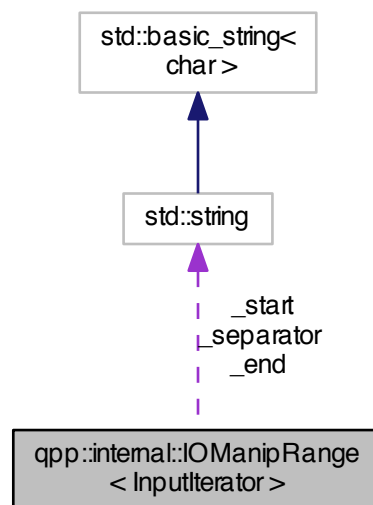 std::basic_string<
char >
std::string
_start
_separator
_end
qpp::internal::IOManipRange
< InputIterator >